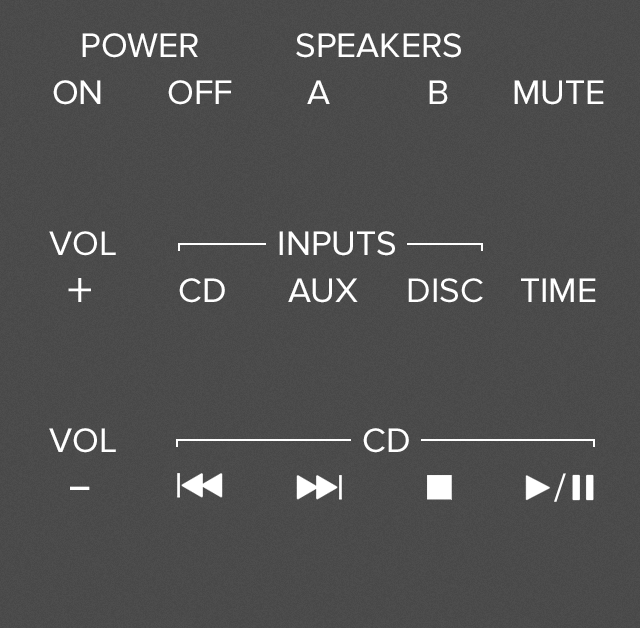 POWER SPEAKERS
ON OFF A B MUTE
VOL INPUTS
+ CD AUX DISC TIME
VOL CD
− ⏮ ⏭ ■ ▶/⏸